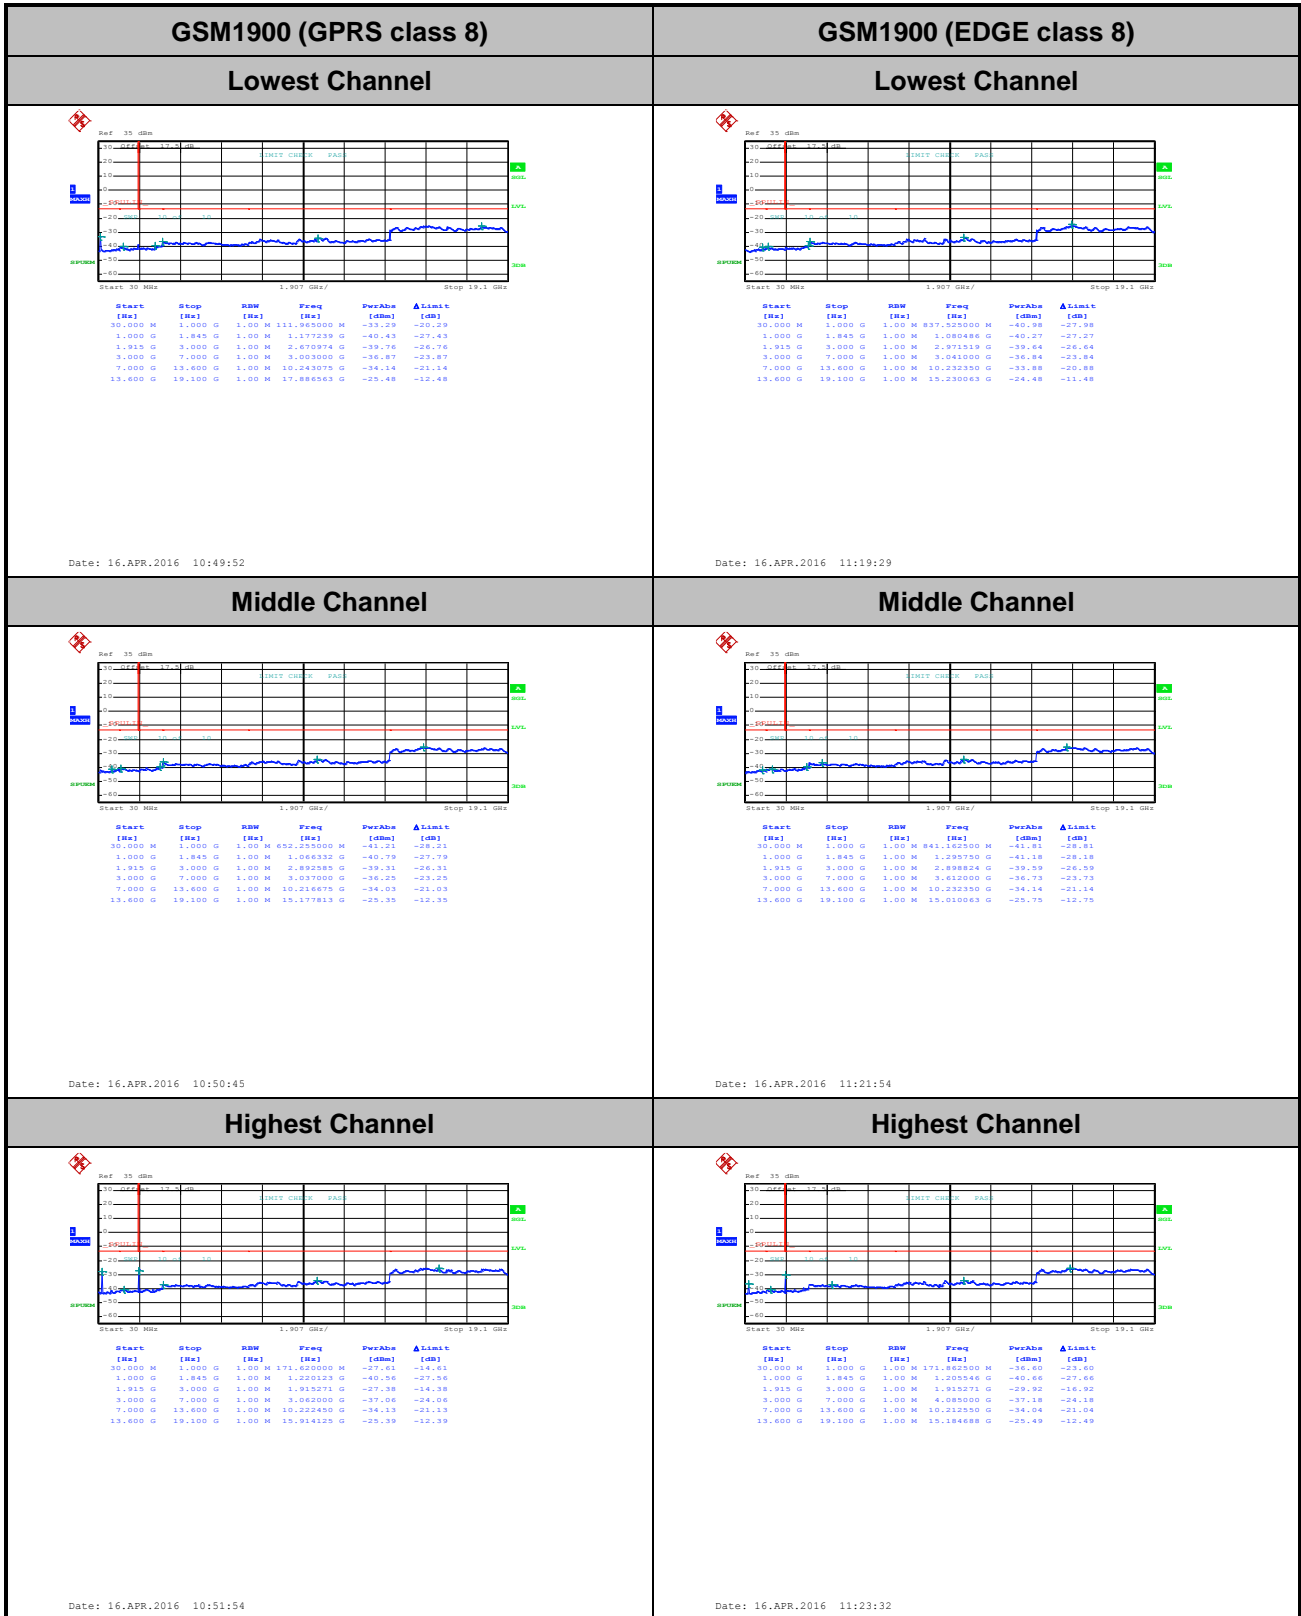 GSM1900 (GPRS class 8)
GSM1900 (EDGE class 8)
Lowest Channel
Lowest Channel
Ref 35 dBm
Offset 17.5 dB
LIMIT CHECK PASS
Start 30 MHz 1.907 GHz/ Stop 19.1 GHz
Start Stop RBW Freq PwrAbs ΔLimit
[Hz] [Hz] [Hz] [Hz] [dBm] [dB]
30.000 M 1.000 G 1.00 M 111.965000 M -33.29 -20.29
1.000 G 1.845 G 1.00 M 1.177239 G -40.43 -27.43
1.915 G 3.000 G 1.00 M 2.670974 G -39.76 -26.76
3.000 G 7.000 G 1.00 M 3.003000 G -36.87 -23.87
7.000 G 13.600 G 1.00 M 10.243075 G -34.14 -21.14
13.600 G 19.100 G 1.00 M 17.886563 G -25.48 -12.48
Date: 16.APR.2016 10:49:52
Ref 35 dBm
Offset 17.5 dB
LIMIT CHECK PASS
Start 30 MHz 1.907 GHz/ Stop 19.1 GHz
Start Stop RBW Freq PwrAbs ΔLimit
[Hz] [Hz] [Hz] [Hz] [dBm] [dB]
30.000 M 1.000 G 1.00 M 837.525000 M -40.98 -27.98
1.000 G 1.845 G 1.00 M 1.080486 G -40.27 -27.27
1.915 G 3.000 G 1.00 M 2.971519 G -39.64 -26.64
3.000 G 7.000 G 1.00 M 3.041000 G -36.84 -23.84
7.000 G 13.600 G 1.00 M 10.232350 G -33.88 -20.88
13.600 G 19.100 G 1.00 M 15.230063 G -24.48 -11.48
Date: 16.APR.2016 11:19:29
Middle Channel
Middle Channel
Ref 35 dBm
Offset 17.5 dB
LIMIT CHECK PASS
Start 30 MHz 1.907 GHz/ Stop 19.1 GHz
Start Stop RBW Freq PwrAbs ΔLimit
[Hz] [Hz] [Hz] [Hz] [dBm] [dB]
30.000 M 1.000 G 1.00 M 652.255000 M -41.21 -28.21
1.000 G 1.845 G 1.00 M 1.066332 G -40.79 -27.79
1.915 G 3.000 G 1.00 M 2.892585 G -39.31 -26.31
3.000 G 7.000 G 1.00 M 3.037000 G -36.25 -23.25
7.000 G 13.600 G 1.00 M 10.216675 G -34.03 -21.03
13.600 G 19.100 G 1.00 M 15.177813 G -25.35 -12.35
Date: 16.APR.2016 10:50:45
Ref 35 dBm
Offset 17.5 dB
LIMIT CHECK PASS
Start 30 MHz 1.907 GHz/ Stop 19.1 GHz
Start Stop RBW Freq PwrAbs ΔLimit
[Hz] [Hz] [Hz] [Hz] [dBm] [dB]
30.000 M 1.000 G 1.00 M 841.162500 M -41.81 -28.81
1.000 G 1.845 G 1.00 M 1.295750 G -41.18 -28.18
1.915 G 3.000 G 1.00 M 2.898824 G -39.59 -26.59
3.000 G 7.000 G 1.00 M 3.612000 G -36.73 -23.73
7.000 G 13.600 G 1.00 M 10.232350 G -34.14 -21.14
13.600 G 19.100 G 1.00 M 15.010063 G -25.75 -12.75
Date: 16.APR.2016 11:21:54
Highest Channel
Highest Channel
Ref 35 dBm
Offset 17.5 dB
LIMIT CHECK PASS
Start 30 MHz 1.907 GHz/ Stop 19.1 GHz
Start Stop RBW Freq PwrAbs ΔLimit
[Hz] [Hz] [Hz] [Hz] [dBm] [dB]
30.000 M 1.000 G 1.00 M 171.620000 M -27.61 -14.61
1.000 G 1.845 G 1.00 M 1.220123 G -40.56 -27.56
1.915 G 3.000 G 1.00 M 1.915271 G -27.38 -14.38
3.000 G 7.000 G 1.00 M 3.062000 G -37.06 -24.06
7.000 G 13.600 G 1.00 M 10.222450 G -34.13 -21.13
13.600 G 19.100 G 1.00 M 15.914125 G -25.39 -12.39
Date: 16.APR.2016 10:51:54
Ref 35 dBm
Offset 17.5 dB
LIMIT CHECK PASS
Start 30 MHz 1.907 GHz/ Stop 19.1 GHz
Start Stop RBW Freq PwrAbs ΔLimit
[Hz] [Hz] [Hz] [Hz] [dBm] [dB]
30.000 M 1.000 G 1.00 M 171.862500 M -36.60 -23.60
1.000 G 1.845 G 1.00 M 1.205546 G -40.66 -27.66
1.915 G 3.000 G 1.00 M 1.915271 G -29.92 -16.92
3.000 G 7.000 G 1.00 M 4.085000 G -37.18 -24.18
7.000 G 13.600 G 1.00 M 10.212550 G -34.04 -21.04
13.600 G 19.100 G 1.00 M 15.184688 G -25.49 -12.49
Date: 16.APR.2016 11:23:32